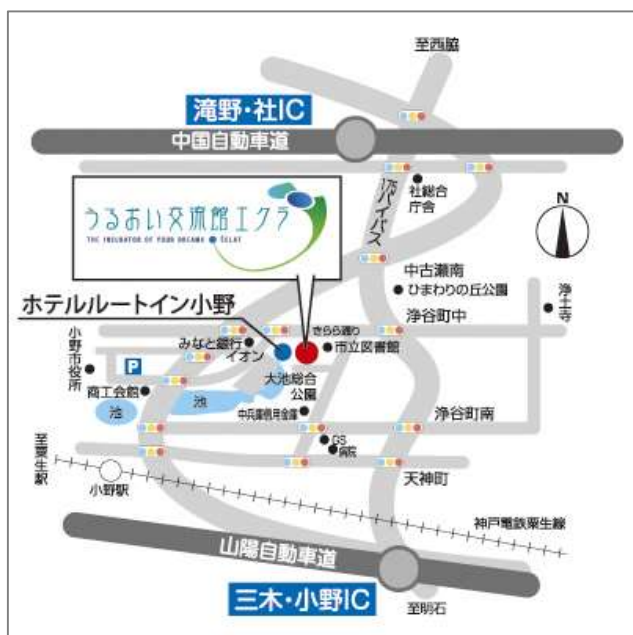 至西脇
滝野・社IC
中国自動車道
175バイパス
社総合
庁舎
うるおい交流館エクラ
THE INCUBATOR OF YOUR DREAMS ÉCLAT
N
中古瀬南
ひまわりの丘公園
浄土寺
ホテルルートイン小野
きらら通り
浄谷町中
みなと銀行
イオン
市立図書館
小野市役所
P
大池総合
公園
商工会館
池
池
中兵庫信用金庫
浄谷町南
GS
病院
至粟生駅
天神町
小野駅
神戸電鉄粟生線
山陽自動車道
三木・小野IC
至明石